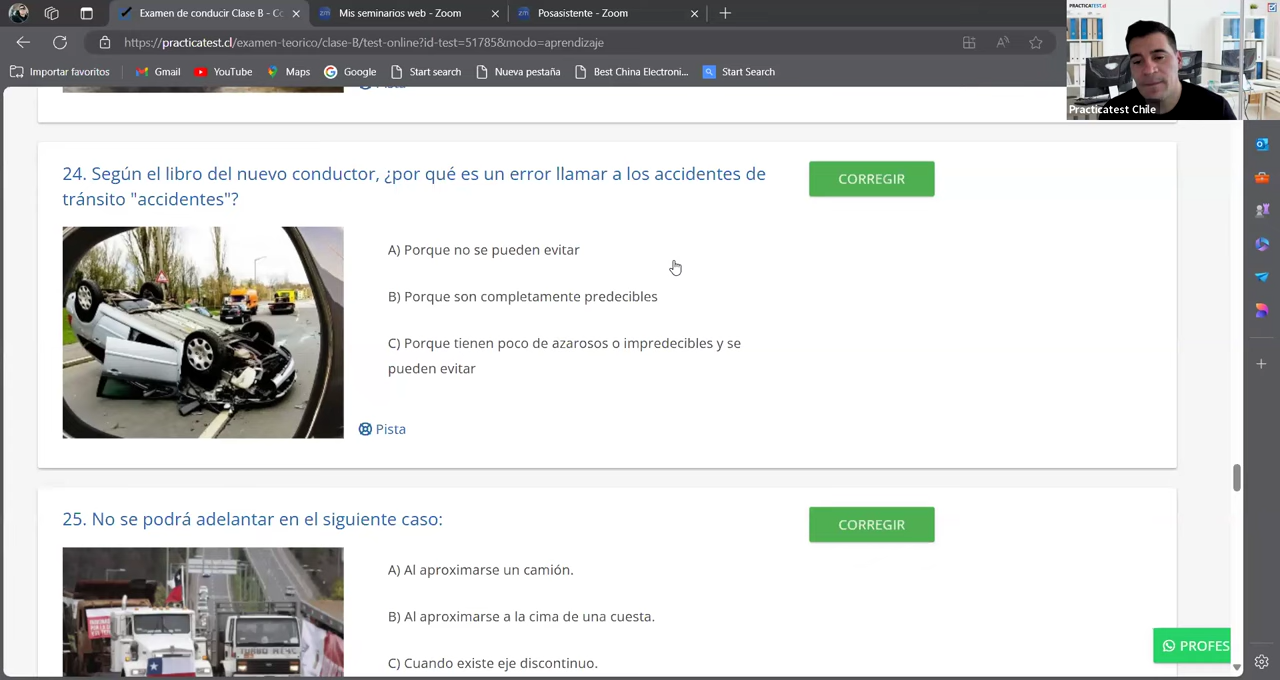 Examen de conducir Clase B - Co
Mis seminarios web - Zoom
Posasistente - Zoom
https://practicatest.cl/examen-teorico/clase-B/test-online?id-test=51785&modo=aprendizaje
Importar favoritos
Gmail
YouTube
Maps
Google
Start search
Nueva pestaña
Best China Electroni...
Start Search
PRACTICATEST.cl
Practicatest Chile
Pista
24. Según el libro del nuevo conductor, ¿por qué es un error llamar a los accidentes de
tránsito "accidentes"?
CORREGIR
A) Porque no se pueden evitar
B) Porque son completamente predecibles
C) Porque tienen poco de azarosos o impredecibles y se
pueden evitar
Pista
25. No se podrá adelantar en el siguiente caso:
CORREGIR
A) Al aproximarse un camión.
B) Al aproximarse a la cima de una cuesta.
C) Cuando existe eje discontinuo.
PROFES